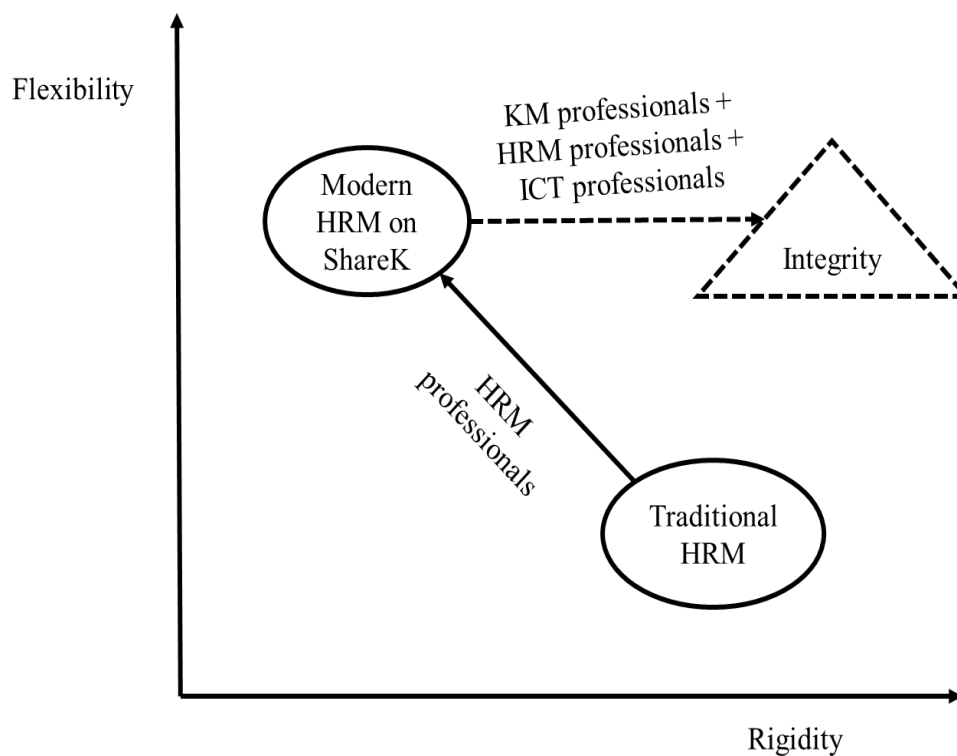 Flexibility
KM professionals +
HRM professionals +
ICT professionals
Modern
HRM on
ShareK
Integrity
HRM
professionals
Traditional
HRM
Rigidity